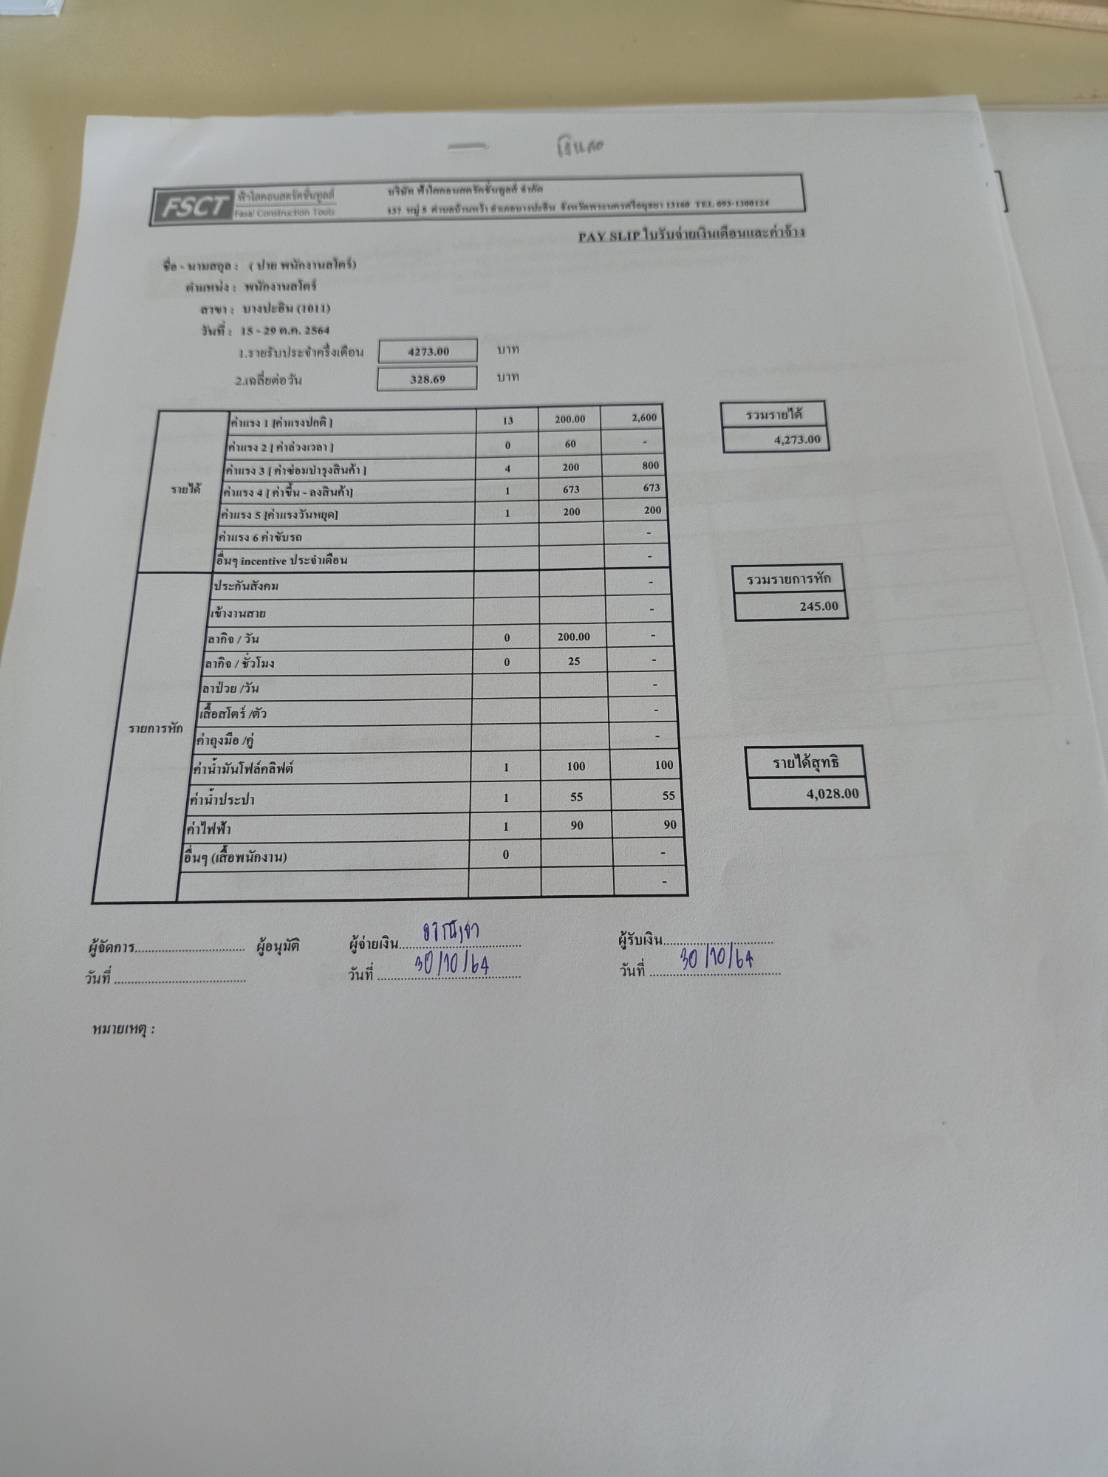 เงินสด
FSCT ฟ้าใสคอนสตรัคชั่นทูลส์ บริษัท ฟ้าใสคอนสตรัคชั่นทูลส์ จำกัด
Fasai Construction Tools 137 หมู่ 5 ตำบลบ้านหว้า อำเภอบางปะอิน จังหวัดพระนครศรีอยุธยา 13160 TEL
PAY SLIP ใบรับจ่ายเงินเดือนและค่าจ้าง
ชื่อ - นามสกุล : ( ปาย พนักงานสโตร์)
ตำแหน่ง : พนักงานสโตร์
สาขา : บางปะอิน (1011)
วันที่ : 15 - 29 ต.ค. 2564
1.รายรับประจำครึ่งเดือน 4273.00 บาท
2.เฉลี่ยต่อวัน 328.69 บาท
ค่าแรง 1 [ค่าแรงปกติ ] 13 200.00 2,600 รวมรายได้
ค่าแรง 2 [ ค่าล่วงเวลา ] 0 60 - 4,273.00
ค่าแรง 3 [ ค่าซ่อมบำรุงสินค้า ] 4 200 800
รายได้ ค่าแรง 4 [ ค่าขึ้น - ลงสินค้า] 1 673 673
ค่าแรง 5 [ค่าแรงวันหยุด] 1 200 200
ค่าแรง 6 ค่าขับรถ -
อื่นๆ incentive ประจำเดือน -
ประกันสังคม - รวมรายการหัก
เข้างานสาย - 245.00
ลากิจ / วัน 0 200.00 -
ลากิจ / ชั่วโมง 0 25 -
ลาป่วย /วัน -
เสื้อสโตร์ /ตัว -
รายการหัก ค่าถุงมือ /คู่ -
ค่าน้ำมันโฟล์คลิฟต์ 1 100 100 รายได้สุทธิ
ค่าน้ำประปา 1 55 55 4,028.00
ค่าไฟฟ้า 1 90 90
อื่นๆ (เสื้อพนักงาน) 0 -
-
ผู้จัดการ ผู้อนุมัติ ผู้จ่ายเงิน ผู้รับเงิน
วันที่ วันที่ 30/10/64 วันที่ 30/10/64
หมายเหตุ :